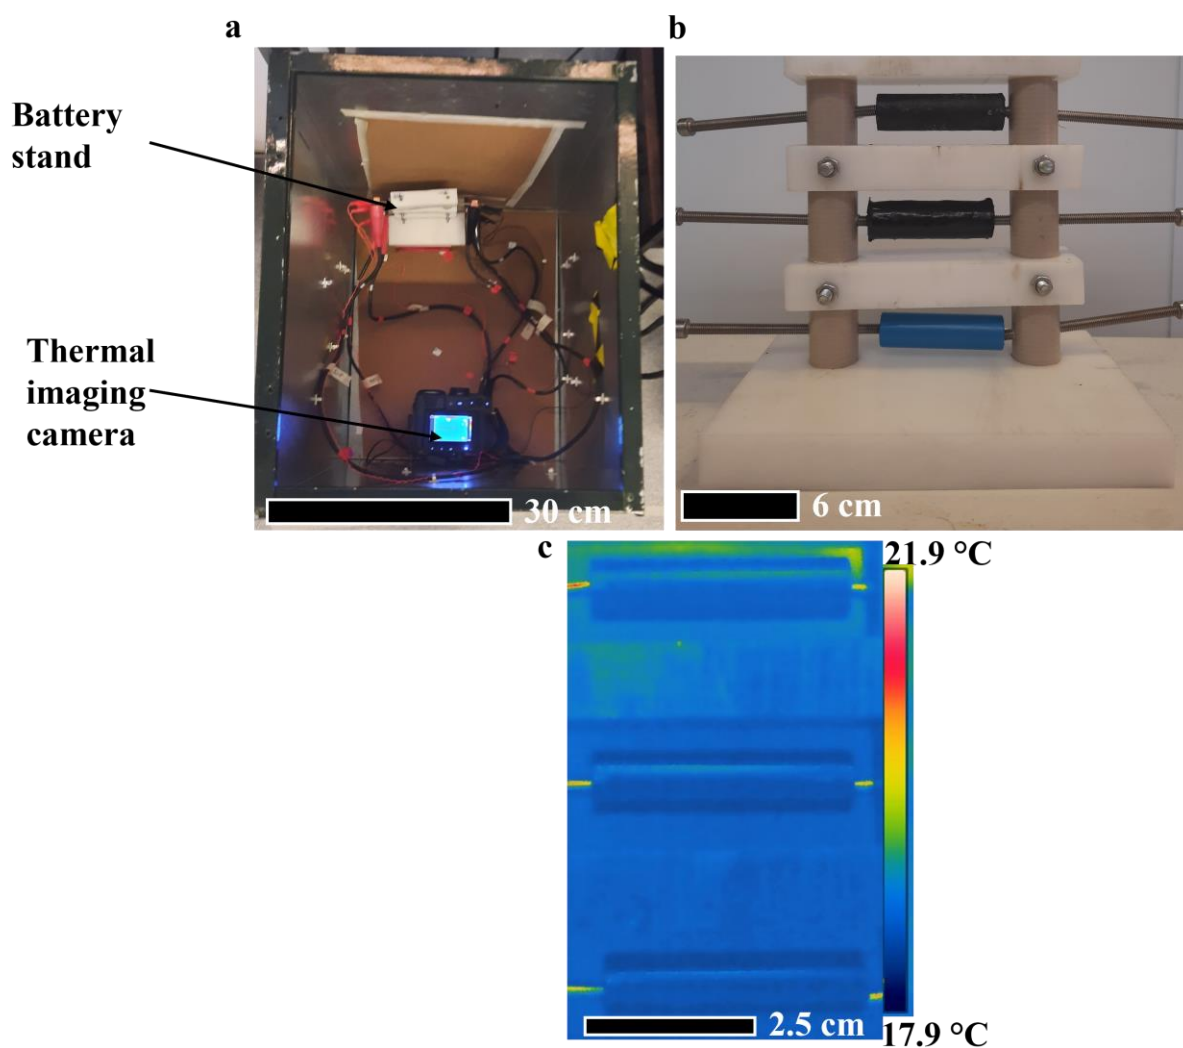 a
b
Battery
stand
Thermal
imaging
camera
30 cm
6 cm
c
21.9 °C
2.5 cm
17.9 °C